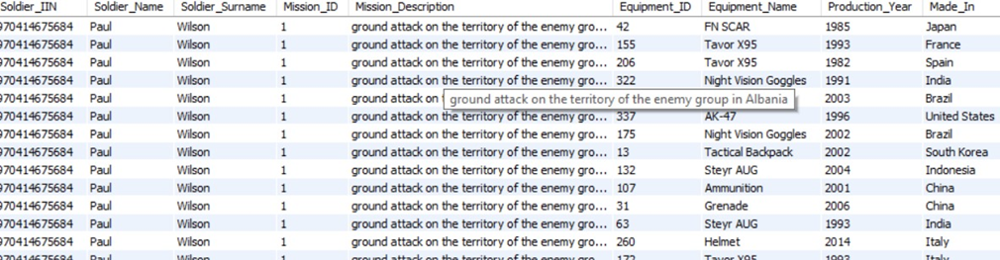 Soldier_IIN Soldier_Name Soldier_Surname Mission_ID Mission_Description Equipment_ID Equipment_Name Production_Year Made_In
970414675684 Paul Wilson 1 ground attack on the territory of the enemy gro... 42 FN SCAR 1985 Japan
970414675684 Paul Wilson 1 ground attack on the territory of the enemy gro... 155 Tavor X95 1993 France
970414675684 Paul Wilson 1 ground attack on the territory of the enemy gro... 206 Tavor X95 1982 Spain
970414675684 Paul Wilson 1 ground attack on the territory of the enemy gro... 322 Night Vision Goggles 1991 India
970414675684 Paul Wilson 1 ground attack on 2003 Brazil
ground attack on the territory of the enemy group in Albania
970414675684 Paul Wilson 1 ground attack on the territory of the enemy gro... 337 AK-47 1996 United States
970414675684 Paul Wilson 1 ground attack on the territory of the enemy gro... 175 Night Vision Goggles 2002 Brazil
970414675684 Paul Wilson 1 ground attack on the territory of the enemy gro... 13 Tactical Backpack 2002 South Korea
970414675684 Paul Wilson 1 ground attack on the territory of the enemy gro... 132 Steyr AUG 2004 Indonesia
970414675684 Paul Wilson 1 ground attack on the territory of the enemy gro... 107 Ammunition 2001 China
970414675684 Paul Wilson 1 ground attack on the territory of the enemy gro... 31 Grenade 2006 China
970414675684 Paul Wilson 1 ground attack on the territory of the enemy gro... 63 Steyr AUG 1993 India
970414675684 Paul Wilson 1 ground attack on the territory of the enemy gro... 260 Helmet 2014 Italy
970414675684 Paul Wilson 1 ground attack on the territory of the enemy gro... 172 Tavor X95 1993 Italy